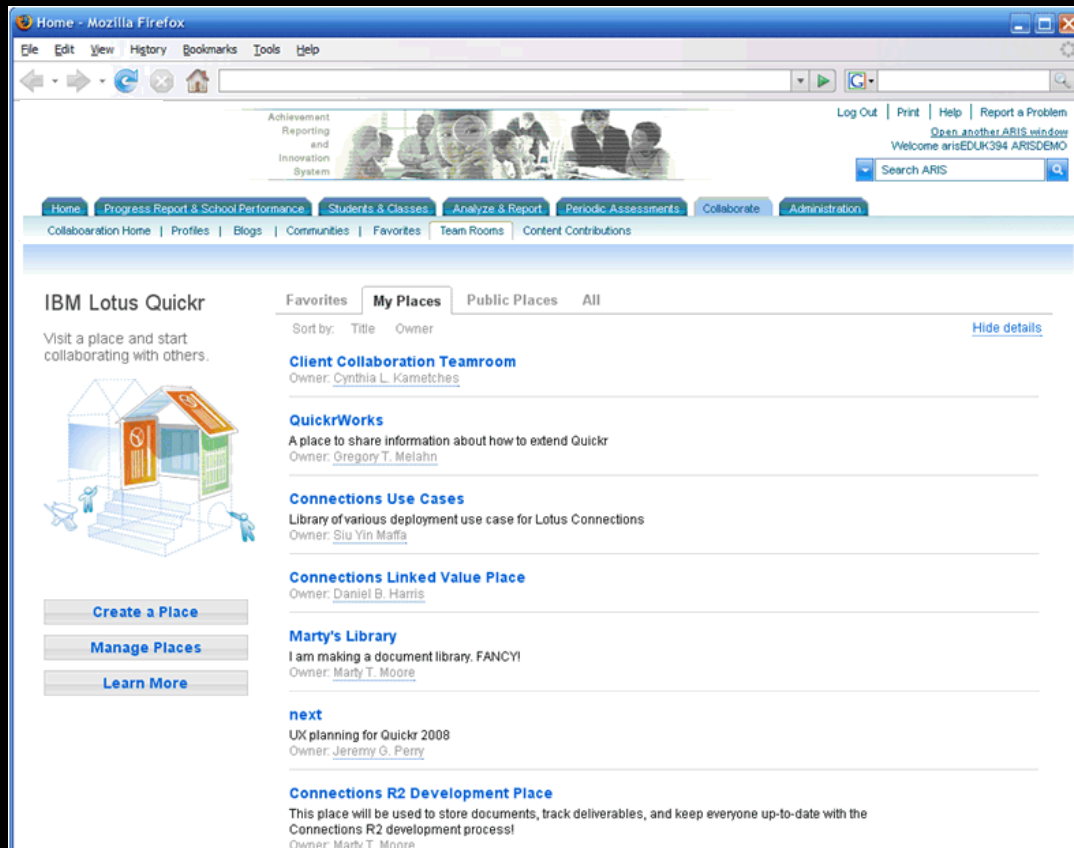 Home - Mozilla Firefox
File Edit View History Bookmarks Tools Help
G
Achievement
Reporting
and
Innovation
System
Log Out | Print | Help | Report a Problem
Open another ARIS window
Welcome arisEDUK394 ARISDEMO
Search ARIS
Home Progress Report & School Performance Students & Classes Analyze & Report Periodic Assessments Collaborate Administration
Collaboaration Home | Profiles | Blogs | Communities | Favorites Team Rooms Content Contributions
IBM Lotus Quickr
Visit a place and start
collaborating with others.
Create a Place
Manage Places
Learn More
Favorites My Places Public Places All
Sort by: Title Owner
Hide details
Client Collaboration Teamroom
Owner: Cynthia L. Kametches
QuickrWorks
A place to share information about how to extend Quickr
Owner: Gregory T. Melahn
Connections Use Cases
Library of various deployment use case for Lotus Connections
Owner: Siu Yin Maffa
Connections Linked Value Place
Owner: Daniel B. Harris
Marty's Library
I am making a document library. FANCY!
Owner: Marty T. Moore
next
UX planning for Quickr 2008
Owner: Jeremy G. Perry
Connections R2 Development Place
This place will be used to store documents, track deliverables, and keep everyone up-to-date with the
Connections R2 development process!
Owner: Marty T. Moore